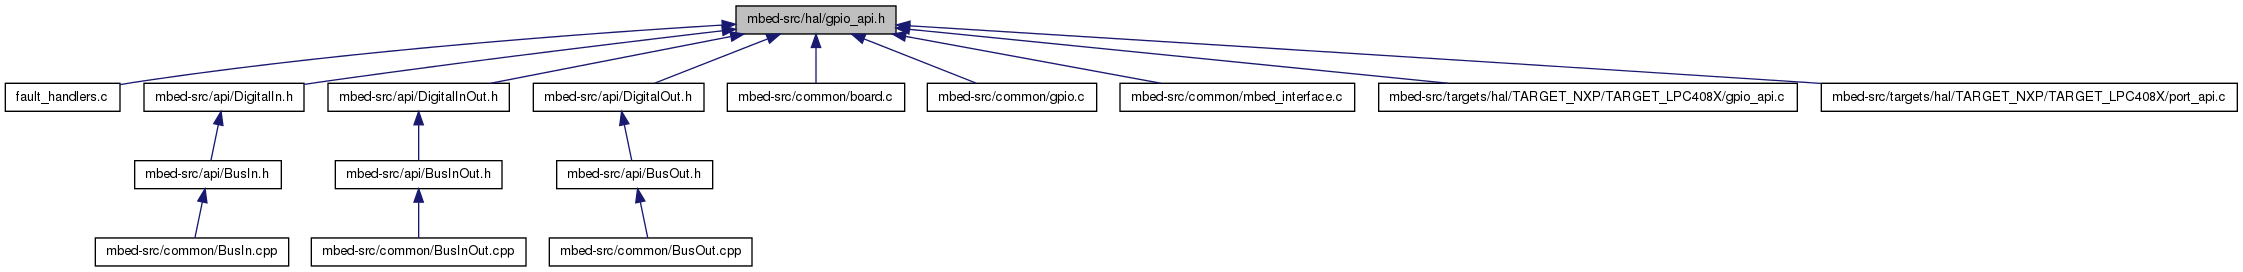 mbed-src/hal/gpio_api.h
fault_handlers.c
mbed-src/api/DigitalIn.h
mbed-src/api/DigitalInOut.h
mbed-src/api/DigitalOut.h
mbed-src/common/board.c
mbed-src/common/gpio.c
mbed-src/common/mbed_interface.c
mbed-src/targets/hal/TARGET_NXP/TARGET_LPC408X/gpio_api.c
mbed-src/targets/hal/TARGET_NXP/TARGET_LPC408X/port_api.c
mbed-src/api/BusIn.h
mbed-src/api/BusInOut.h
mbed-src/api/BusOut.h
mbed-src/common/BusIn.cpp
mbed-src/common/BusInOut.cpp
mbed-src/common/BusOut.cpp